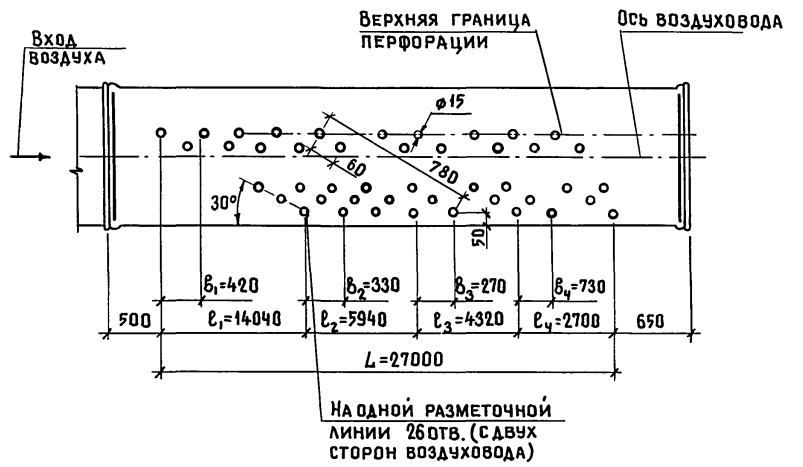 Верхняя граница
перфорации
Ось воздуховода
Вход
воздуха
ф15
60
780
30°
50
в₁=420
в₂=330
в₃=270
в₄=730
500
ℓ₁=14040
ℓ₂=5940
ℓ₃=4320
ℓ₄=2700
650
L=27000
На одной разметочной
линии 26 отв. (с двух
сторон воздуховода)